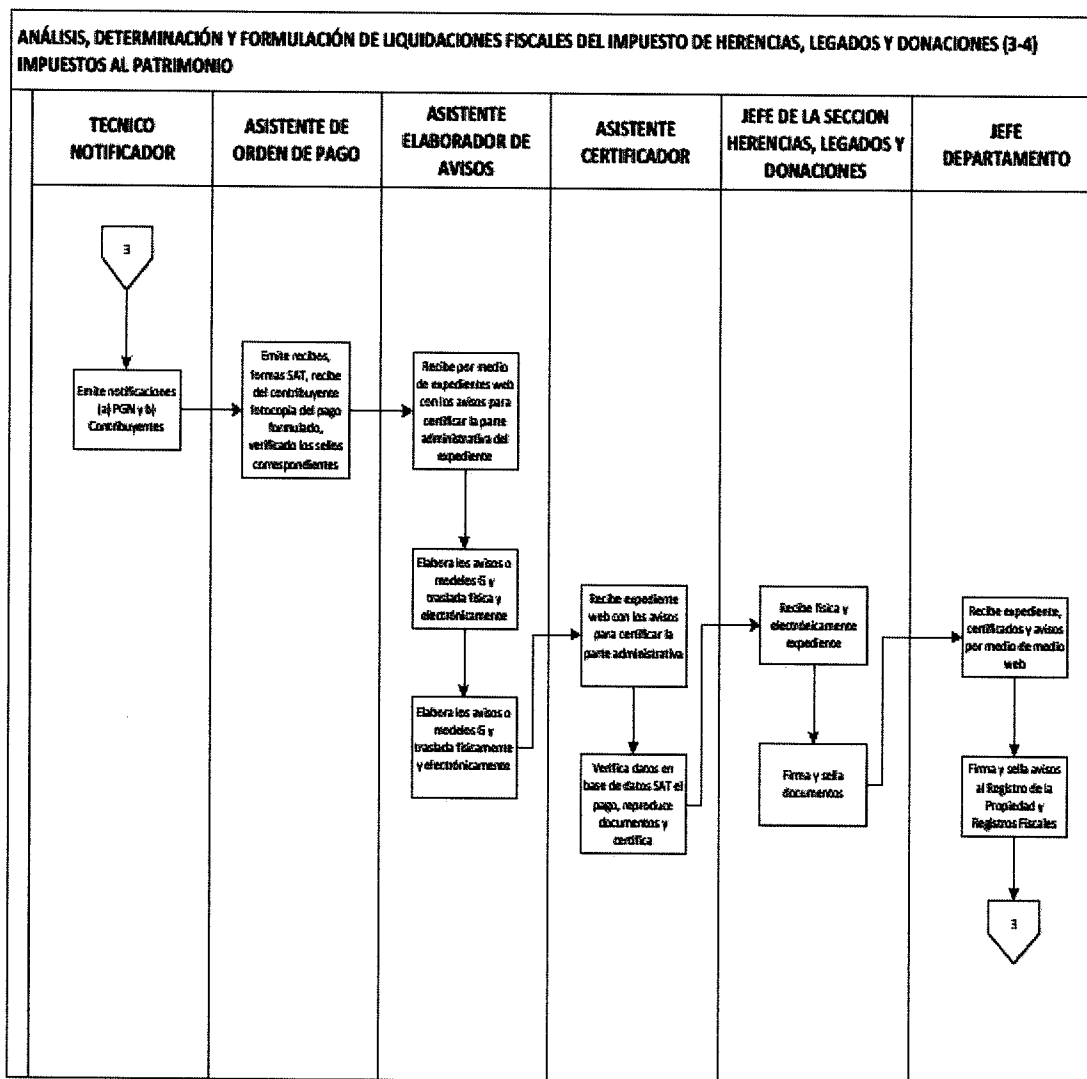 ANÁLISIS, DETERMINACIÓN Y FORMULACIÓN DE LIQUIDACIONES FISCALES DEL IMPUESTO DE HERENCIAS, LEGADOS Y DONACIONES (3-4)
IMPUESTOS AL PATRIMONIO
TECNICO
NOTIFICADOR
ASISTENTE DE
ORDEN DE PAGO
ASISTENTE
ELABORADOR DE
AVISOS
ASISTENTE
CERTIFICADOR
JEFE DE LA SECCION
HERENCIAS, LEGADOS Y
DONACIONES
JEFE
DEPARTAMENTO
3
Emite notificaciones
(a) PGN y b)
Contribuyentes
Emite recibos,
formas SAT, recibe
del contribuyente
fotocopia del pago
formulado,
verificado los sellos
correspondientes
Recibe por medio
de expedientes web
con los avisos para
certificar la parte
administrativa del
expediente
Elabora los avisos o
modelos G y
traslada física y
electrónicamente
Elabora los avisos o
modelos G y
traslada físicamente
y electrónicamente
Recibe expediente
web con los avisos
para certificar la
parte administrativa
Verifica datos en
base de datos SAT el
pago, reproduce
documentos y
certifica
Recibe física y
electrónicamente
expediente
Firma y sella
documentos
Recibe expediente,
certificados y avisos
por medio de medio
web
Firma y sella avisos
al Registro de la
Propiedad y
Registros Fiscales
3